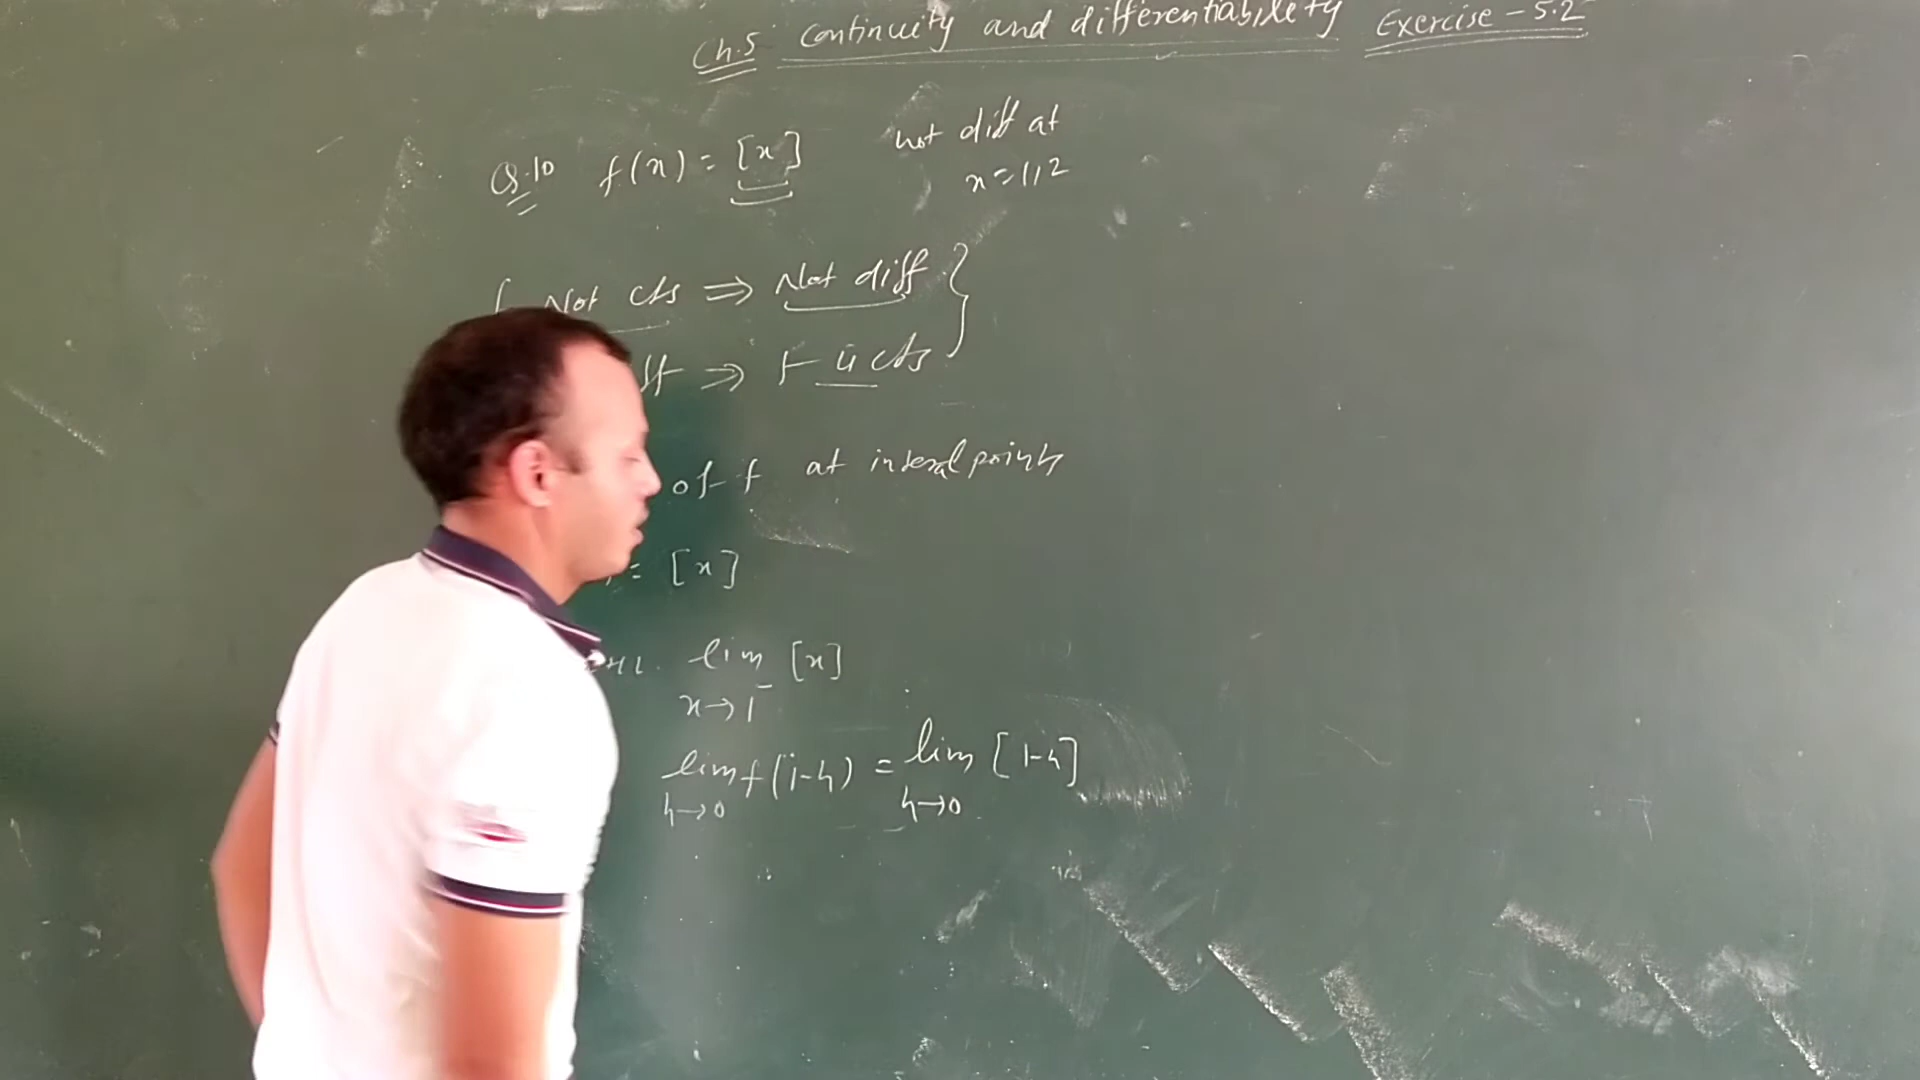 Ch.5 Continuity and differentiability Exercise - 5.2
Q.10 f(x) = [x] not diff at
x = 1, 2
Not cts ⇒ Not diff
⇒ f is cts
of f at integral points
= [x]
lim [x]
x→1⁻
lim f(1-h) = lim [1-h]
h→0 h→0